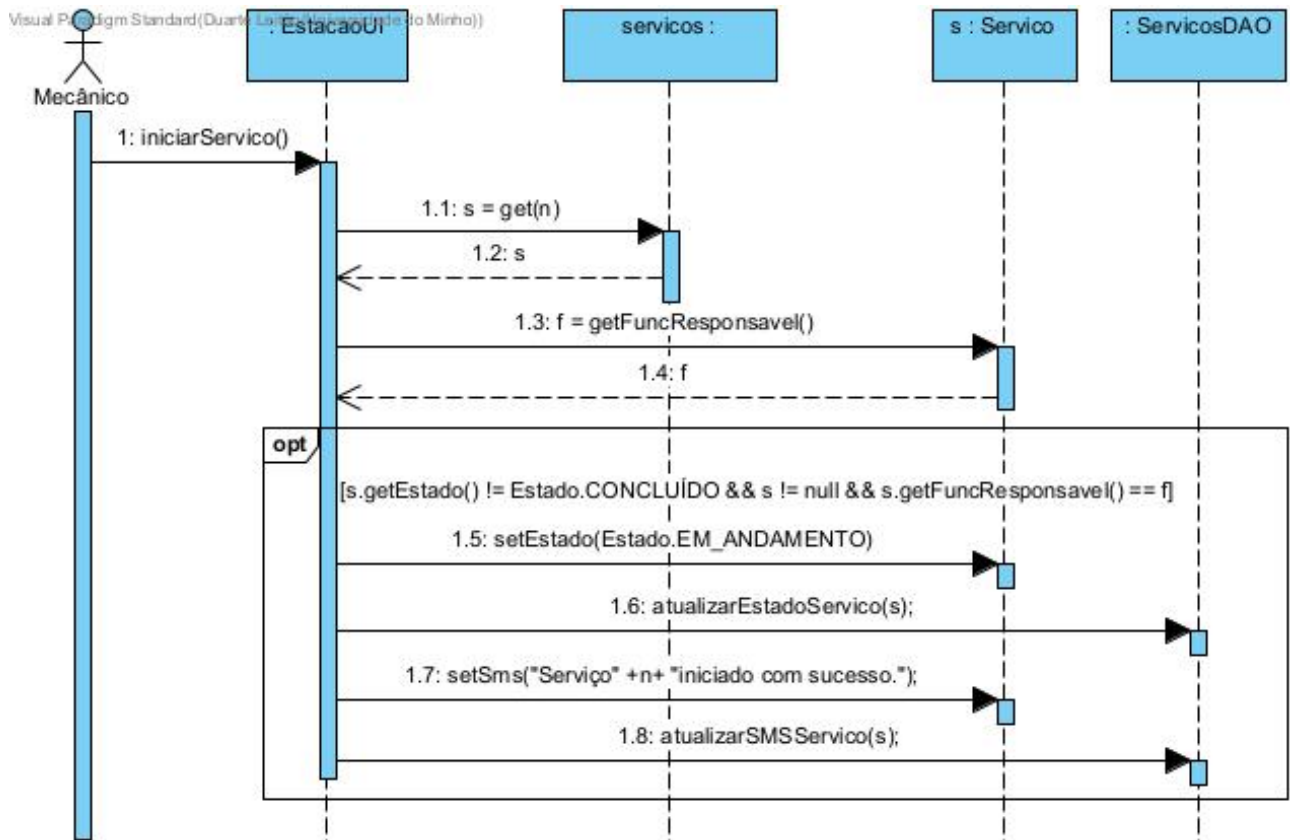 Visual Paradigm Standard(Duarte Leitão(Universidade do Minho))
: EstacaoUI
servicos :
s : Servico
: ServicosDAO
Mecânico
1: iniciarServico()
1.1: s = get(n)
1.2: s
1.3: f = getFuncResponsavel()
1.4: f
opt
[s.getEstado() != Estado.CONCLUÍDO && s != null && s.getFuncResponsavel() == f]
1.5: setEstado(Estado.EM_ANDAMENTO)
1.6: atualizarEstadoServico(s);
1.7: setSms("Serviço" +n+ "iniciado com sucesso.");
1.8: atualizarSMSServico(s);